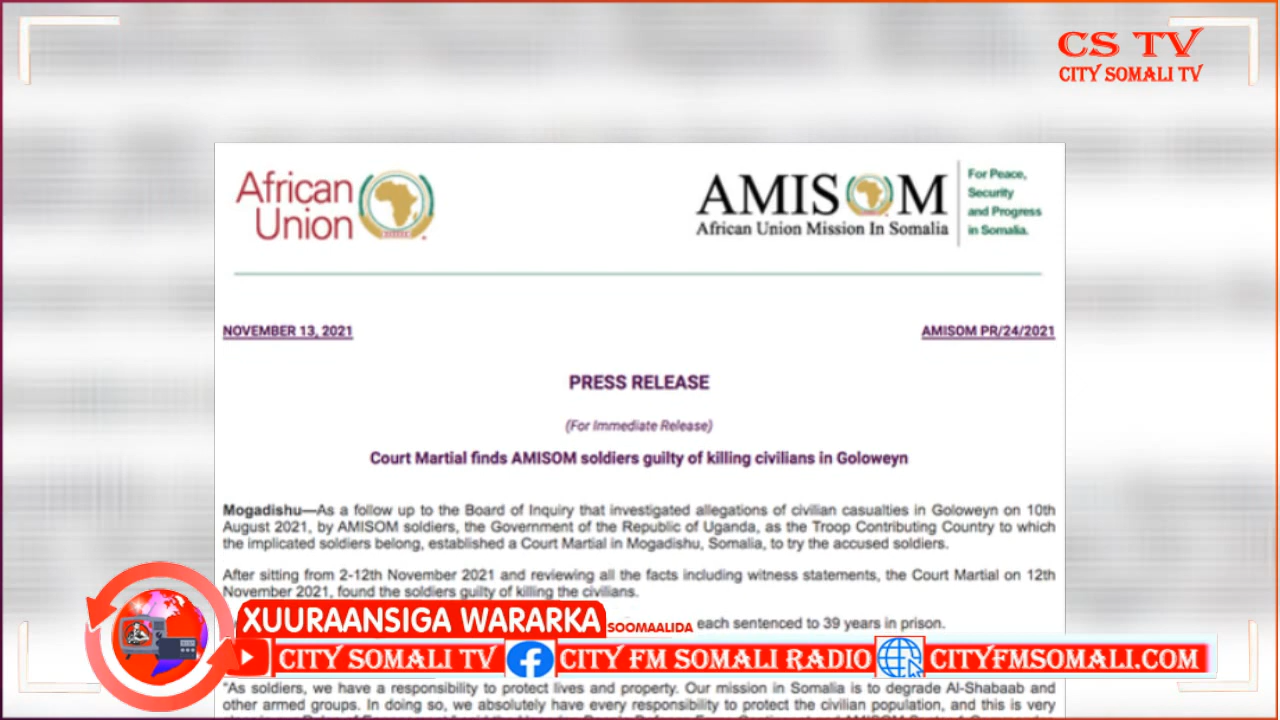 CS TV
CITY SOMALI TV
African
Union
AMISOM
African Union Mission In Somalia
For Peace,
Security
and Progress
in Somalia.
NOVEMBER 13, 2021
AMISOM PR/24/2021
PRESS RELEASE
(For Immediate Release)
Court Martial finds AMISOM soldiers guilty of killing civilians in Goloweyn
Mogadishu—As a follow up to the Board of Inquiry that investigated allegations of civilian casualties in Goloweyn on 10th
August 2021, by AMISOM soldiers, the Government of the Republic of Uganda, as the Troop Contributing Country to which
the implicated soldiers belong, established a Court Martial in Mogadishu, Somalia, to try the accused soldiers.
After sitting from 2-12th November 2021 and reviewing all the facts including witness statements, the Court Martial on 12th
November 2021, found the soldiers guilty of killing the civilians.
each sentenced to 39 years in prison.
XUURAANSIGA WARARKA
SOOMAALIDA
CITY SOMALI TV
CITY FM SOMALI RADIO
CITYFMSOMALI.COM
"As soldiers, we have a responsibility to protect lives and property. Our mission in Somalia is to degrade Al-Shabaab and
other armed groups. In doing so, we absolutely have every responsibility to protect the civilian population, and this is very